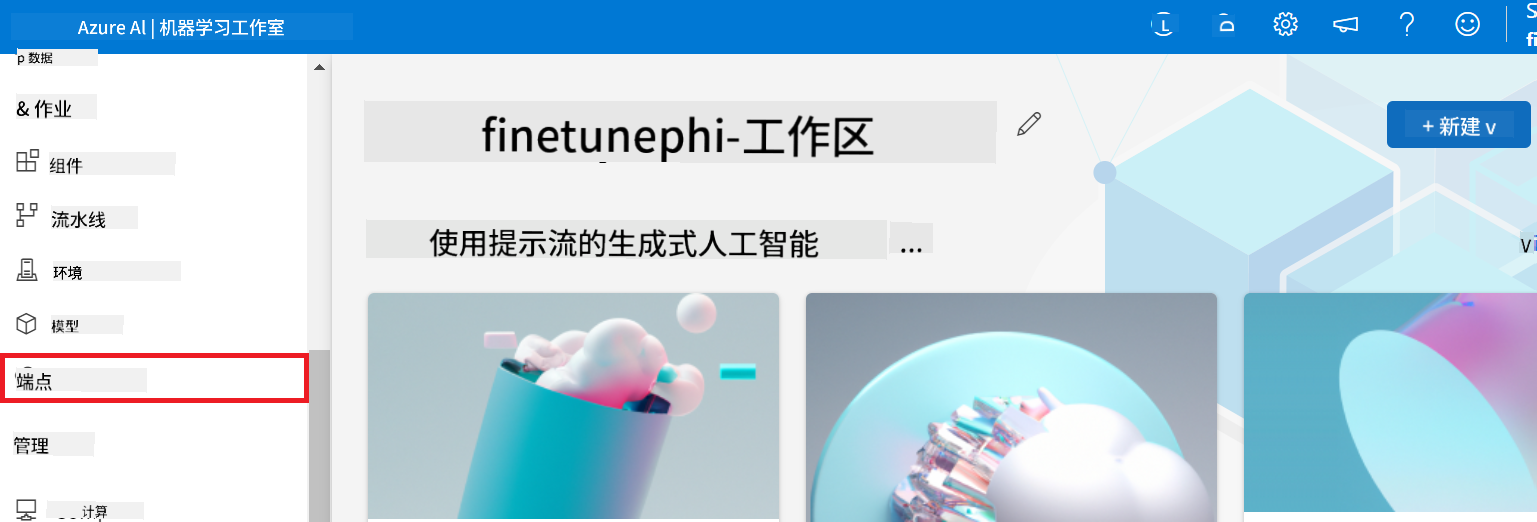 Azure Al | 机器学习工作室
p 数据
& 作业
组件
流水线
环境
模型
端点
管理
计算
finetunephi-工作区
+ 新建 v
使用提示流的生成式人工智能
...